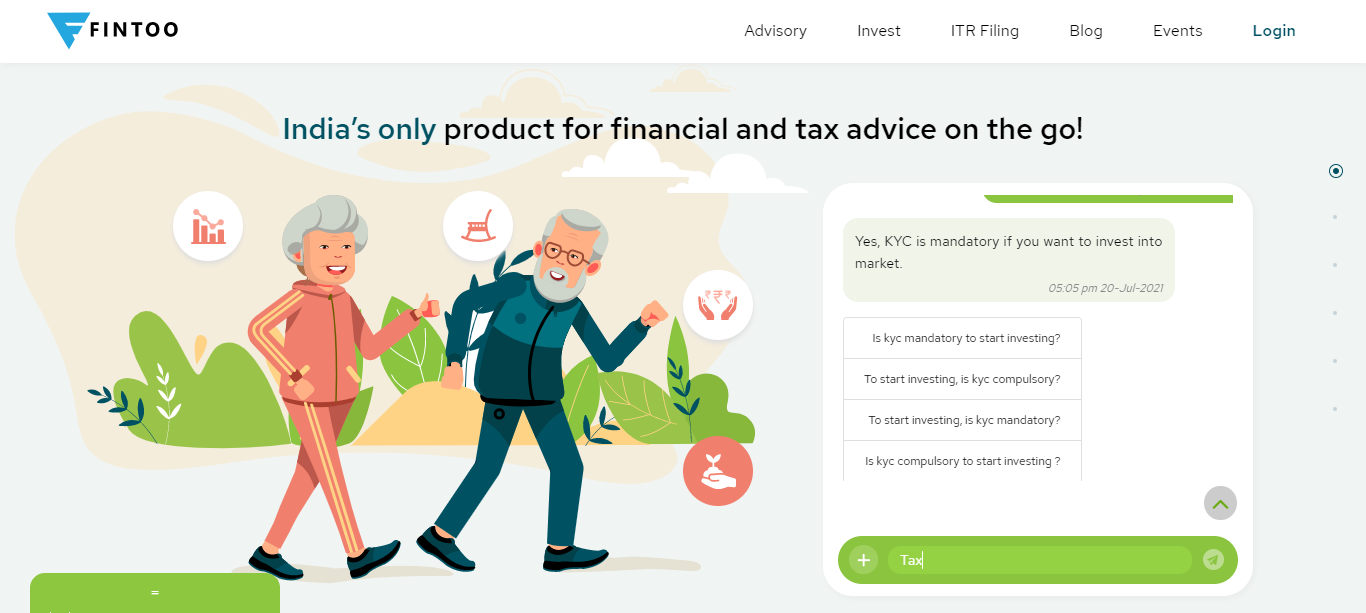 FINTOO
Advisory
Invest
ITR Filing
Blog
Events
Login
India's only product for financial and tax advice on the go!
Yes, KYC is mandatory if you want to invest into
market.
05:05 pm 20-Jul-2021
Is kyc mandatory to start investing?
To start investing, is kyc compulsory?
To start investing, is kyc mandatory?
Is kyc compulsory to start investing ?
Tax